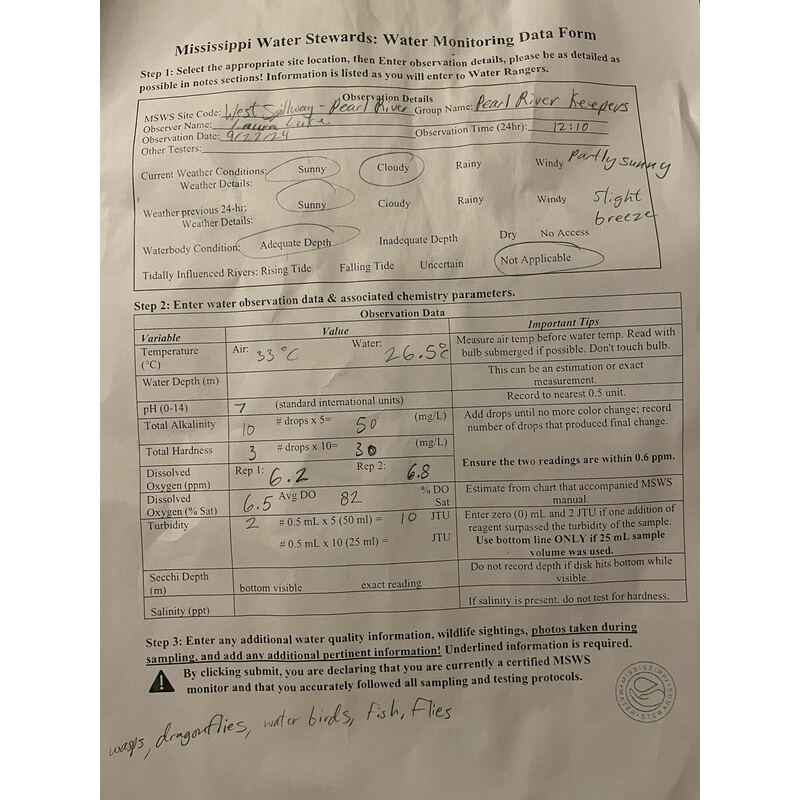 Mississippi Water Stewards: Water Monitoring Data Form
Step 1: Select the appropriate site location, then Enter observation details, please be as detailed as
possible in notes sections! Information is listed as you will enter to Water Rangers.
Observation Details
MSWS Site Code: West Spillway - Pearl River Group Name: Pearl River Keepers
Observer Name: Laura Lake
Observation Date: 9/22/24 Observation Time (24hr): 12:10
Other Testers:
Current Weather Conditions: Sunny Cloudy Rainy Windy Partly sunny
Weather Details:
Weather previous 24-hr: Sunny Cloudy Rainy Windy slight
Weather Details: breeze
Waterbody Condition: Adequate Depth Inadequate Depth Dry No Access
Tidally Influenced Rivers: Rising Tide Falling Tide Uncertain Not Applicable
Step 2: Enter water observation data & associated chemistry parameters.
Observation Data
Variable Value Important Tips
Temperature Air: 33 °C Water: 26.5°C Measure air temp before water temp. Read with
(°C) bulb submerged if possible. Don't touch bulb.
Water Depth (m) This can be an estimation or exact
measurement.
pH (0-14) 7 (standard international units) Record to nearest 0.5 unit.
Total Alkalinity 10 # drops x 5= 50 (mg/L) Add drops until no more color change; record
number of drops that produced final change.
Total Hardness 3 # drops x 10= 30 (mg/L)
Dissolved Rep 1: 6.2 Rep 2: 6.8 Ensure the two readings are within 0.6 ppm.
Oxygen (ppm)
Dissolved 6.5 Avg DO 82 % DO Estimate from chart that accompanied MSWS
Oxygen (% Sat) Sat manual.
Turbidity 2 # 0.5 mL x 5 (50 ml) = 10 JTU Enter zero (0) mL and 2 JTU if one addition of
reagent surpassed the turbidity of the sample.
# 0.5 mL x 10 (25 ml) = JTU Use bottom line ONLY if 25 mL sample
volume was used.
Secchi Depth Do not record depth if disk hits bottom while
(m) bottom visible exact reading visible.
Salinity (ppt) If salinity is present, do not test for hardness.
Step 3: Enter any additional water quality information, wildlife sightings, photos taken during
sampling, and add any additional pertinent information! Underlined information is required.
By clicking submit, you are declaring that you are currently a certified MSWS
monitor and that you accurately followed all sampling and testing protocols.
MISSISSIPPI
WATER STEWARDS
wasps, dragonflies, water birds, fish, flies